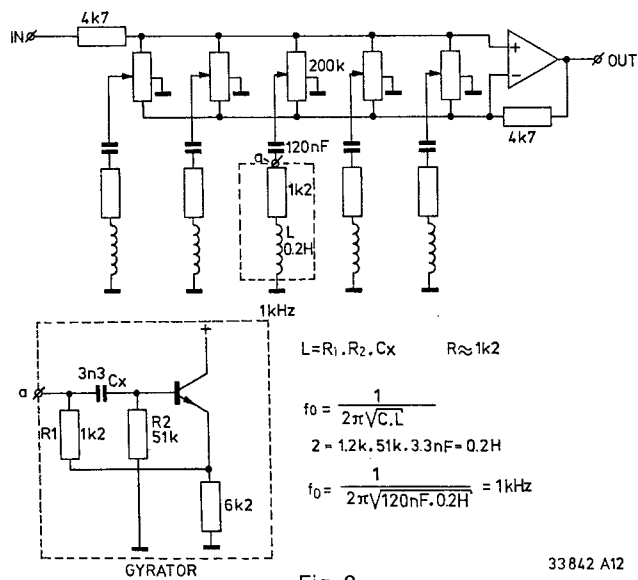 IN
4k7
200k
+
−
OUT
4k7
120nF
a
1k2
L
0.2H
1kHz
+
L=R1.R2.Cx R≈1k2
a
3n3
Cx
R1
1k2
R2
51k
6k2
GYRATOR
f0 = 1 / 2π√C.L
2 = 1.2k.51k.3.3nF = 0.2H
f0 = 1 / 2π√120nF.0.2H = 1kHz
33842 A12